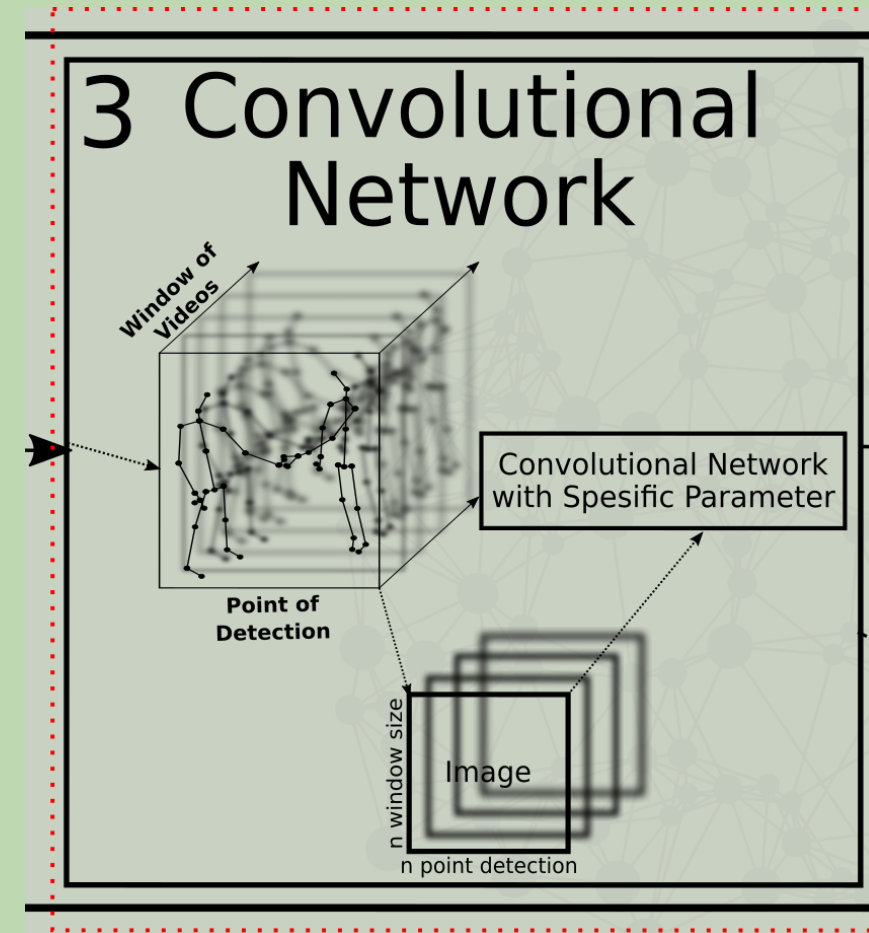 3 Convolutional
Network
Window of
Videos
Convolutional Network
with Spesific Parameter
Point of
Detection
n window size
Image
n point detection